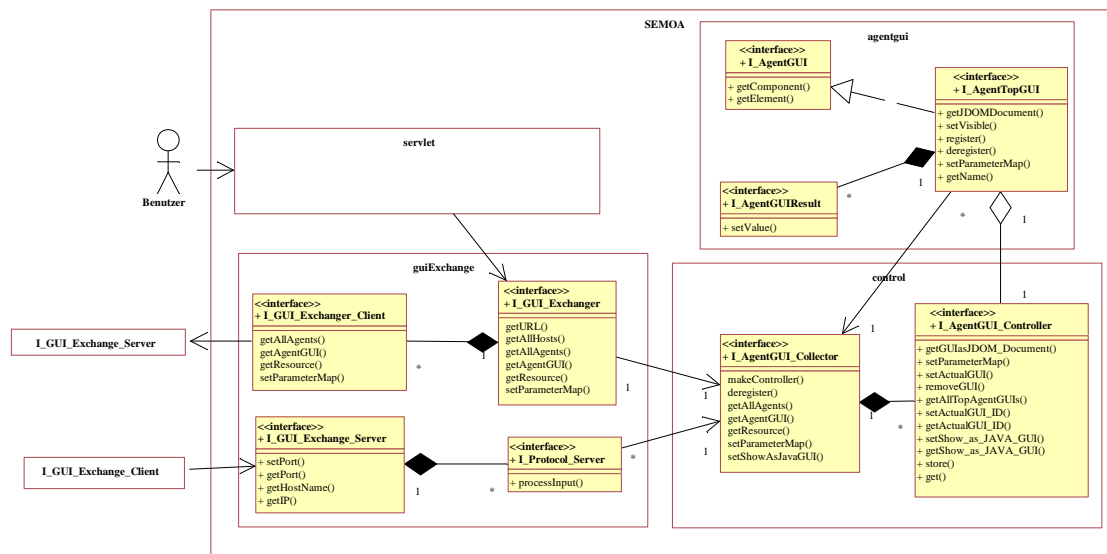 SEMOA
agentgui
<<interface>>
+ I_AgentGUI
+ getComponent()
+ getElement()
<<interface>>
+ I_AgentTopGUI
+ getJDOMDocument()
+ setVisible()
+ register()
+ deregister()
+ setParameterMap()
+ getName()
<<interface>>
+ I_AgentGUIResult
+ setValue()
1
*
*
1
servlet
Benutzer
guiExchange
<<interface>>
+ I_GUI_Exchanger_Client
getAllAgents()
getAgentGUI()
getResource()
setParameterMap()
<<interface>>
+ I_GUI_Exchanger
getURL()
getAllHosts()
getAllAgents()
getAgentGUI()
getResource()
setParameterMap()
1
*
1
I_GUI_Exchange_Server
I_GUI_Exchange_Client
<<interface>>
+ I_GUI_Exchange_Server
+ setPort()
+ getPort()
+ getHostName()
+ getIP()
1
*
<<interface>>
+ I_Protocol_Server
+ processInput()
*
control
1
1
<<interface>>
+ I_AgentGUI_Collector
makeController()
deregister()
getAllAgents()
getAgentGUI()
getResource()
setParameterMap()
setShowAsJavaGUI()
1
1
1
*
<<interface>>
+ I_AgentGUI_Controller
+ getGUIasJDOM_Document()
+ setParameterMap()
+ setActualGUI()
+ removeGUI()
+ getAllTopAgentGUIs()
+ setActualGUI_ID()
+ getActualGUI_ID()
+ setShow_as_JAVA_GUI()
+ getShow_as_JAVA_GUI()
+ store()
+ get()